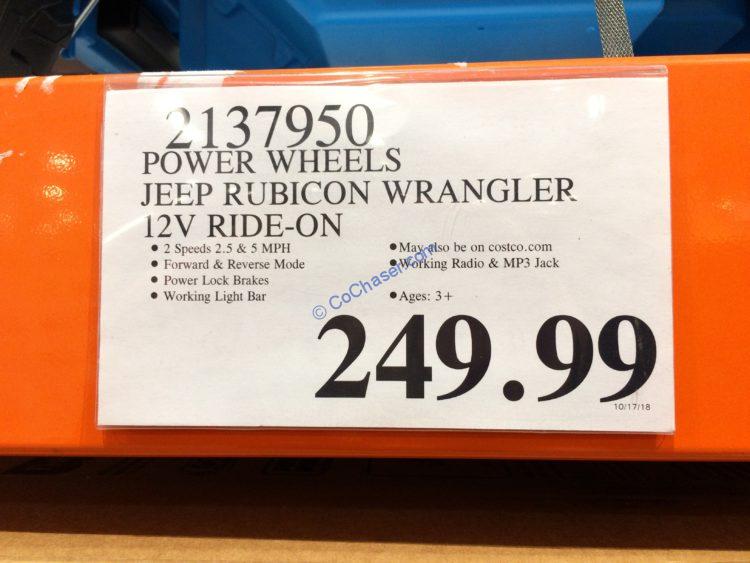 2137950
POWER WHEELS
JEEP RUBICON WRANGLER
12V RIDE-ON
• 2 Speeds 2.5 & 5 MPH
• Forward & Reverse Mode
• Power Lock Brakes
• Working Light Bar
• May also be on costco.com
• Working Radio & MP3 Jack
• Ages: 3+
© CoChaser.com
249.99
10/17/18